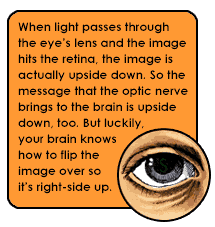 When light passes through
the eye's lens and the image
hits the retina, the image is
actually upside down. So the
message that the optic nerve
brings to the brain is upside
down, too. But luckily,
your brain knows
how to flip the
image over so
it's right-side up.